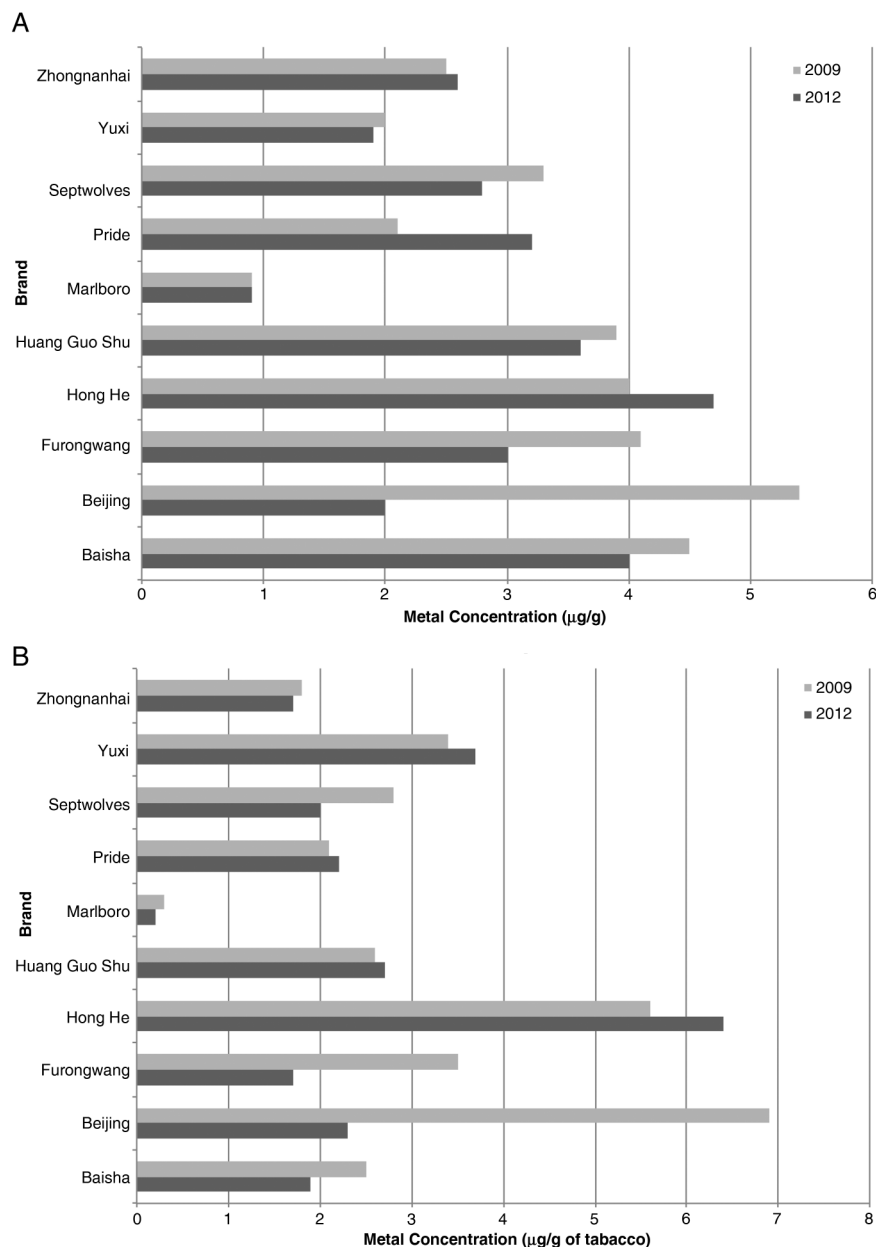 A
Zhongnanhai
Yuxi
Septwolves
Pride
Marlboro
Huang Guo Shu
Hong He
Furongwang
Beijing
Baisha
Brand
2009
2012
0 1 2 3 4 5 6
Metal Concentration (μg/g)
B
Zhongnanhai
Yuxi
Septwolves
Pride
Marlboro
Huang Guo Shu
Hong He
Furongwang
Beijing
Baisha
Brand
2009
2012
0 1 2 3 4 5 6 7 8
Metal Concentration (μg/g of tabacco)